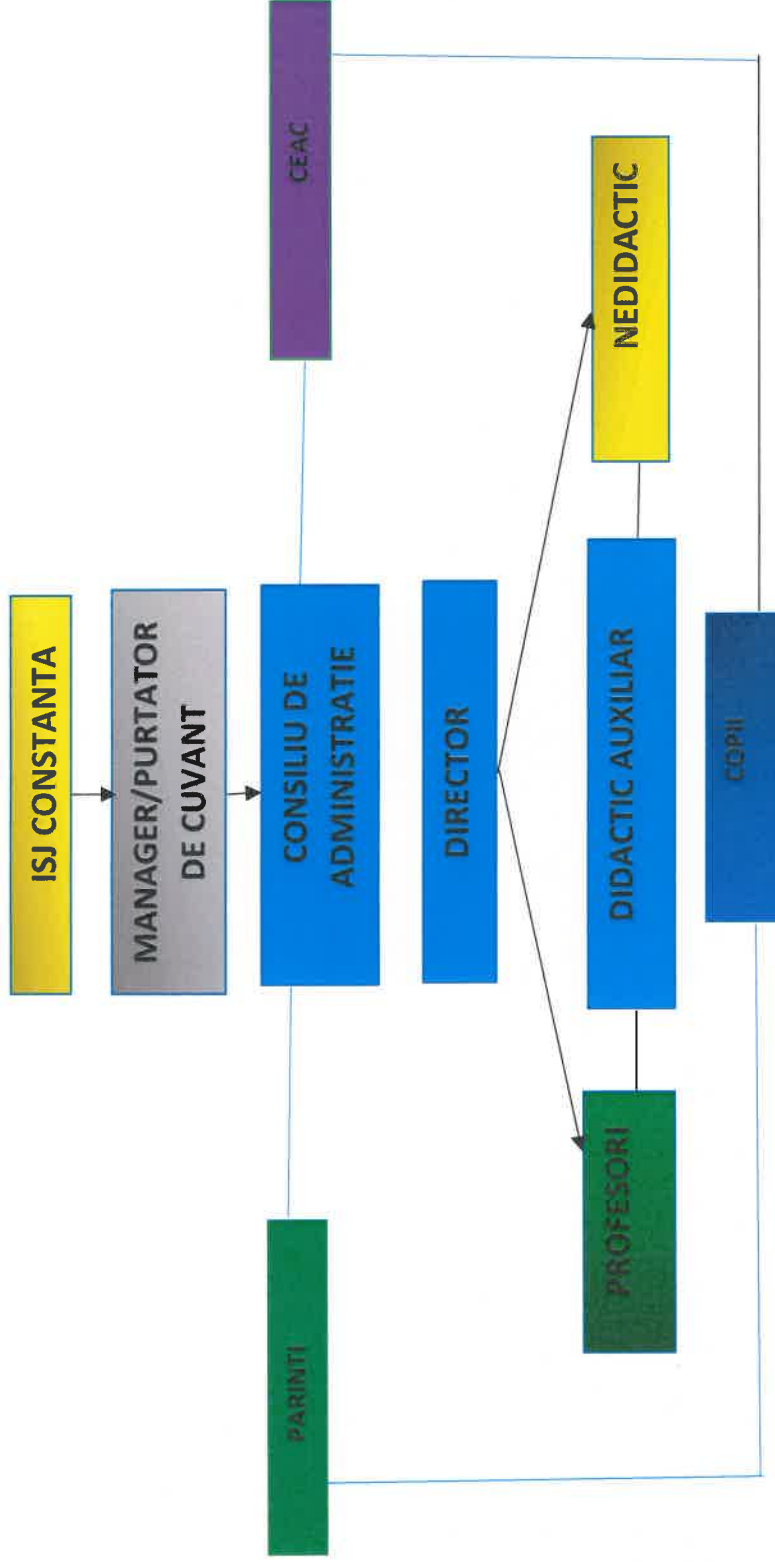 ISJ CONSTANTA
MANAGER/PURTATOR
DE CUVANT
PARINTI
CONSILIU DE
ADMINISTRATIE
CEAC
DIRECTOR
PROFESORI
DIDACTIC AUXILIAR
NEDIDACTIC
COPII